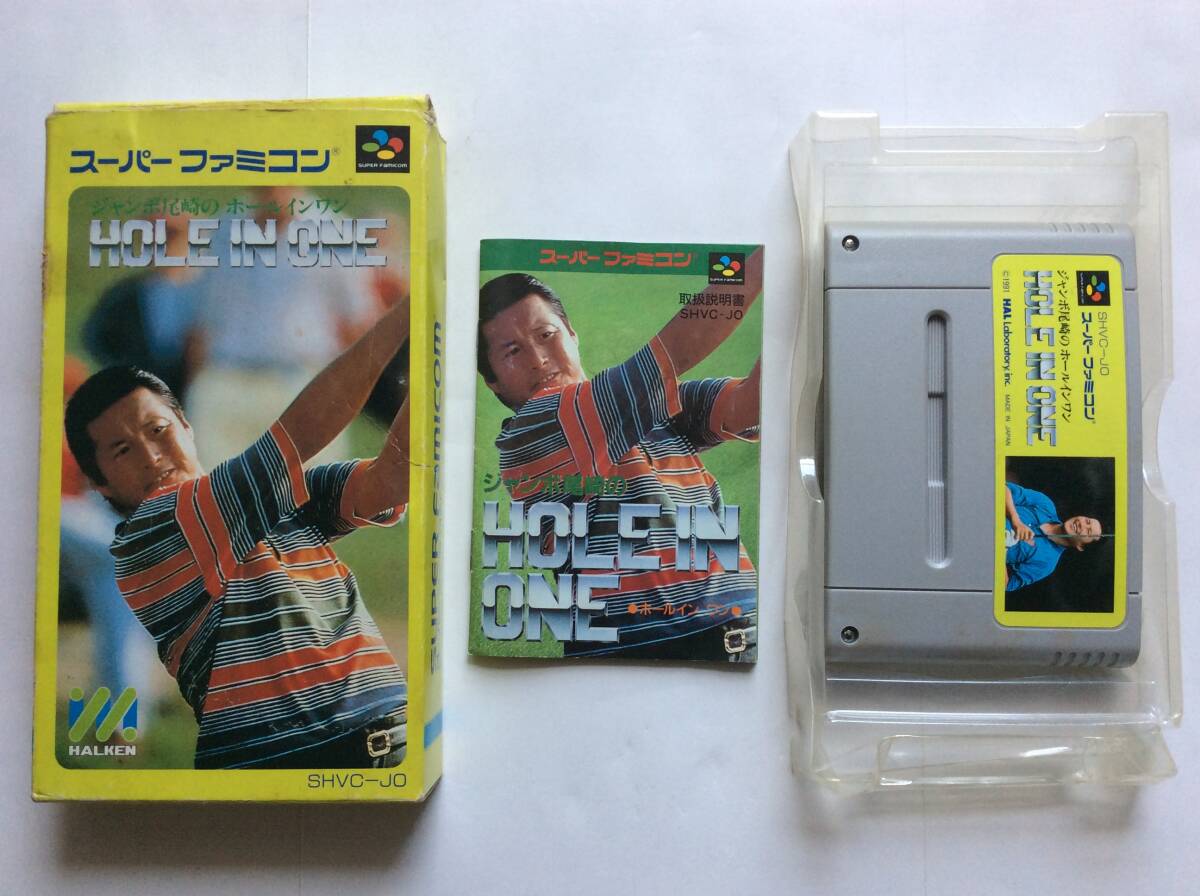 スーパーファミコン®
SUPER FAMICOM
ジャンボ尾崎の ホールインワン
HOLE IN ONE
HALKEN
SHVC-JO
SUPER FAMICOM
スーパーファミコン®
SUPER FAMICOM
取扱説明書
SHVC-JO
ジャンボ尾崎の
HOLE IN
ONE
●ホールイン ワン●
SHVC-JO
スーパーファミコン®
ジャンボ尾崎の ホールインワン
HOLE IN ONE
©1991 HAL Laboratory, inc. MADE IN JAPAN